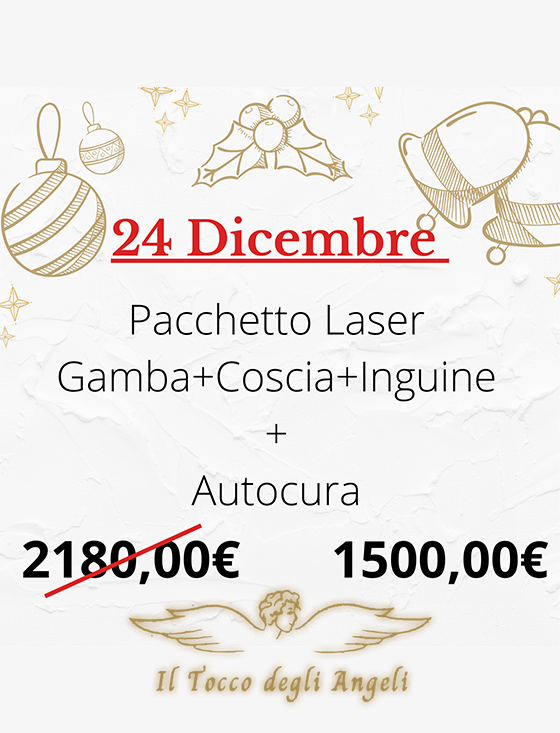 24 Dicembre
Pacchetto Laser
Gamba+Coscia+Inguine
+
Autocura
2180,00€ 1500,00€
Il Tocco degli Angeli